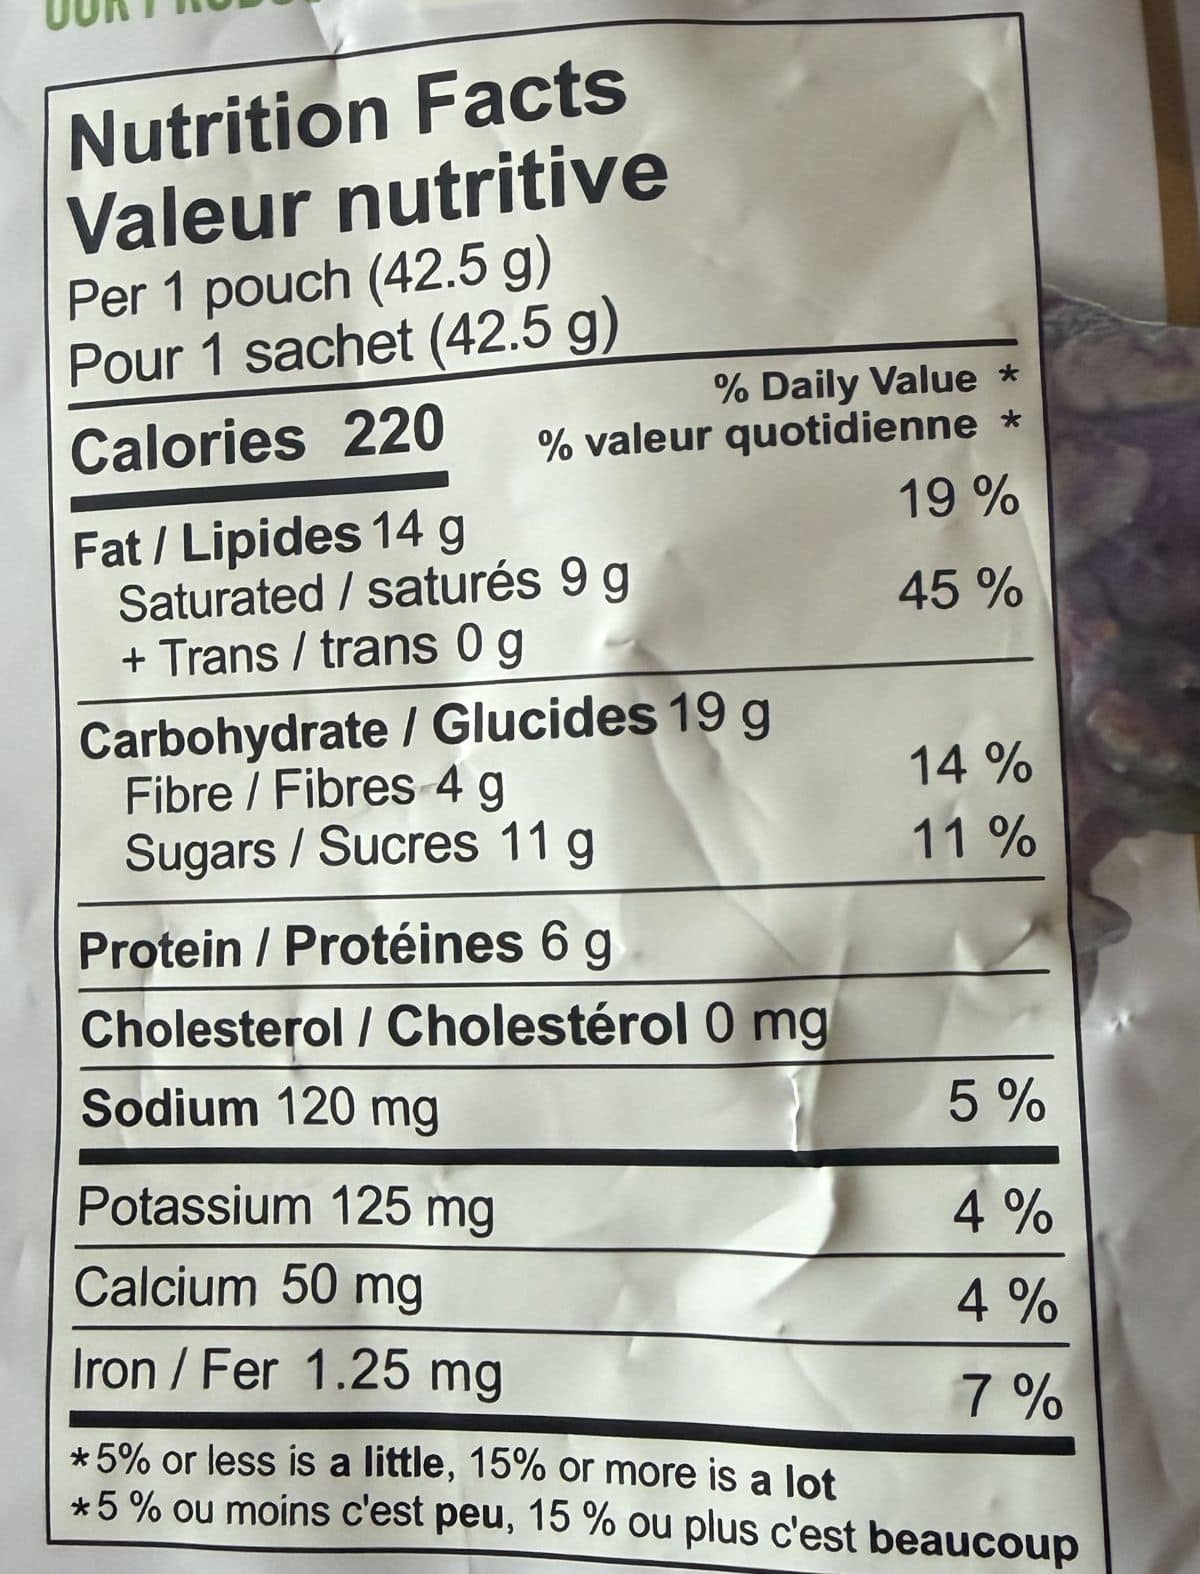 OUR
Nutrition Facts
Valeur nutritive
Per 1 pouch (42.5 g)
Pour 1 sachet (42.5 g)
% Daily Value *
Calories 220 % valeur quotidienne *
Fat / Lipides 14 g 19 %
Saturated / saturés 9 g 45 %
+ Trans / trans 0 g
Carbohydrate / Glucides 19 g
Fibre / Fibres 4 g 14 %
Sugars / Sucres 11 g 11 %
Protein / Protéines 6 g
Cholesterol / Cholestérol 0 mg
Sodium 120 mg 5 %
Potassium 125 mg 4 %
Calcium 50 mg 4 %
Iron / Fer 1.25 mg 7 %
*5% or less is a little, 15% or more is a lot
*5 % ou moins c'est peu, 15 % ou plus c'est beaucoup